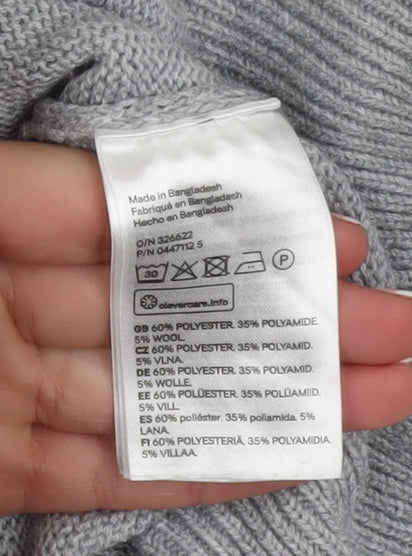 Made in Bangladesh
Fabriqué en Bangladesh
Hecho en Bangladesh
O/N 326622
P/N 0447112 5
30 P
clevercare.info
GB 60% POLYESTER. 35% POLYAMIDE.
5% WOOL.
CZ 60% POLYESTER. 35% POLYAMID.
5% VLNA.
DE 60% POLYESTER. 35% POLYAMID.
5% WOLLE.
EE 60% POLÜESTER. 35% POLÜAMIID.
5% VILL.
ES 60% poliéster. 35% poliamida. 5%
LANA.
FI 60% POLYESTERIÄ. 35% POLYAMIDIA.
5% VILLAA.